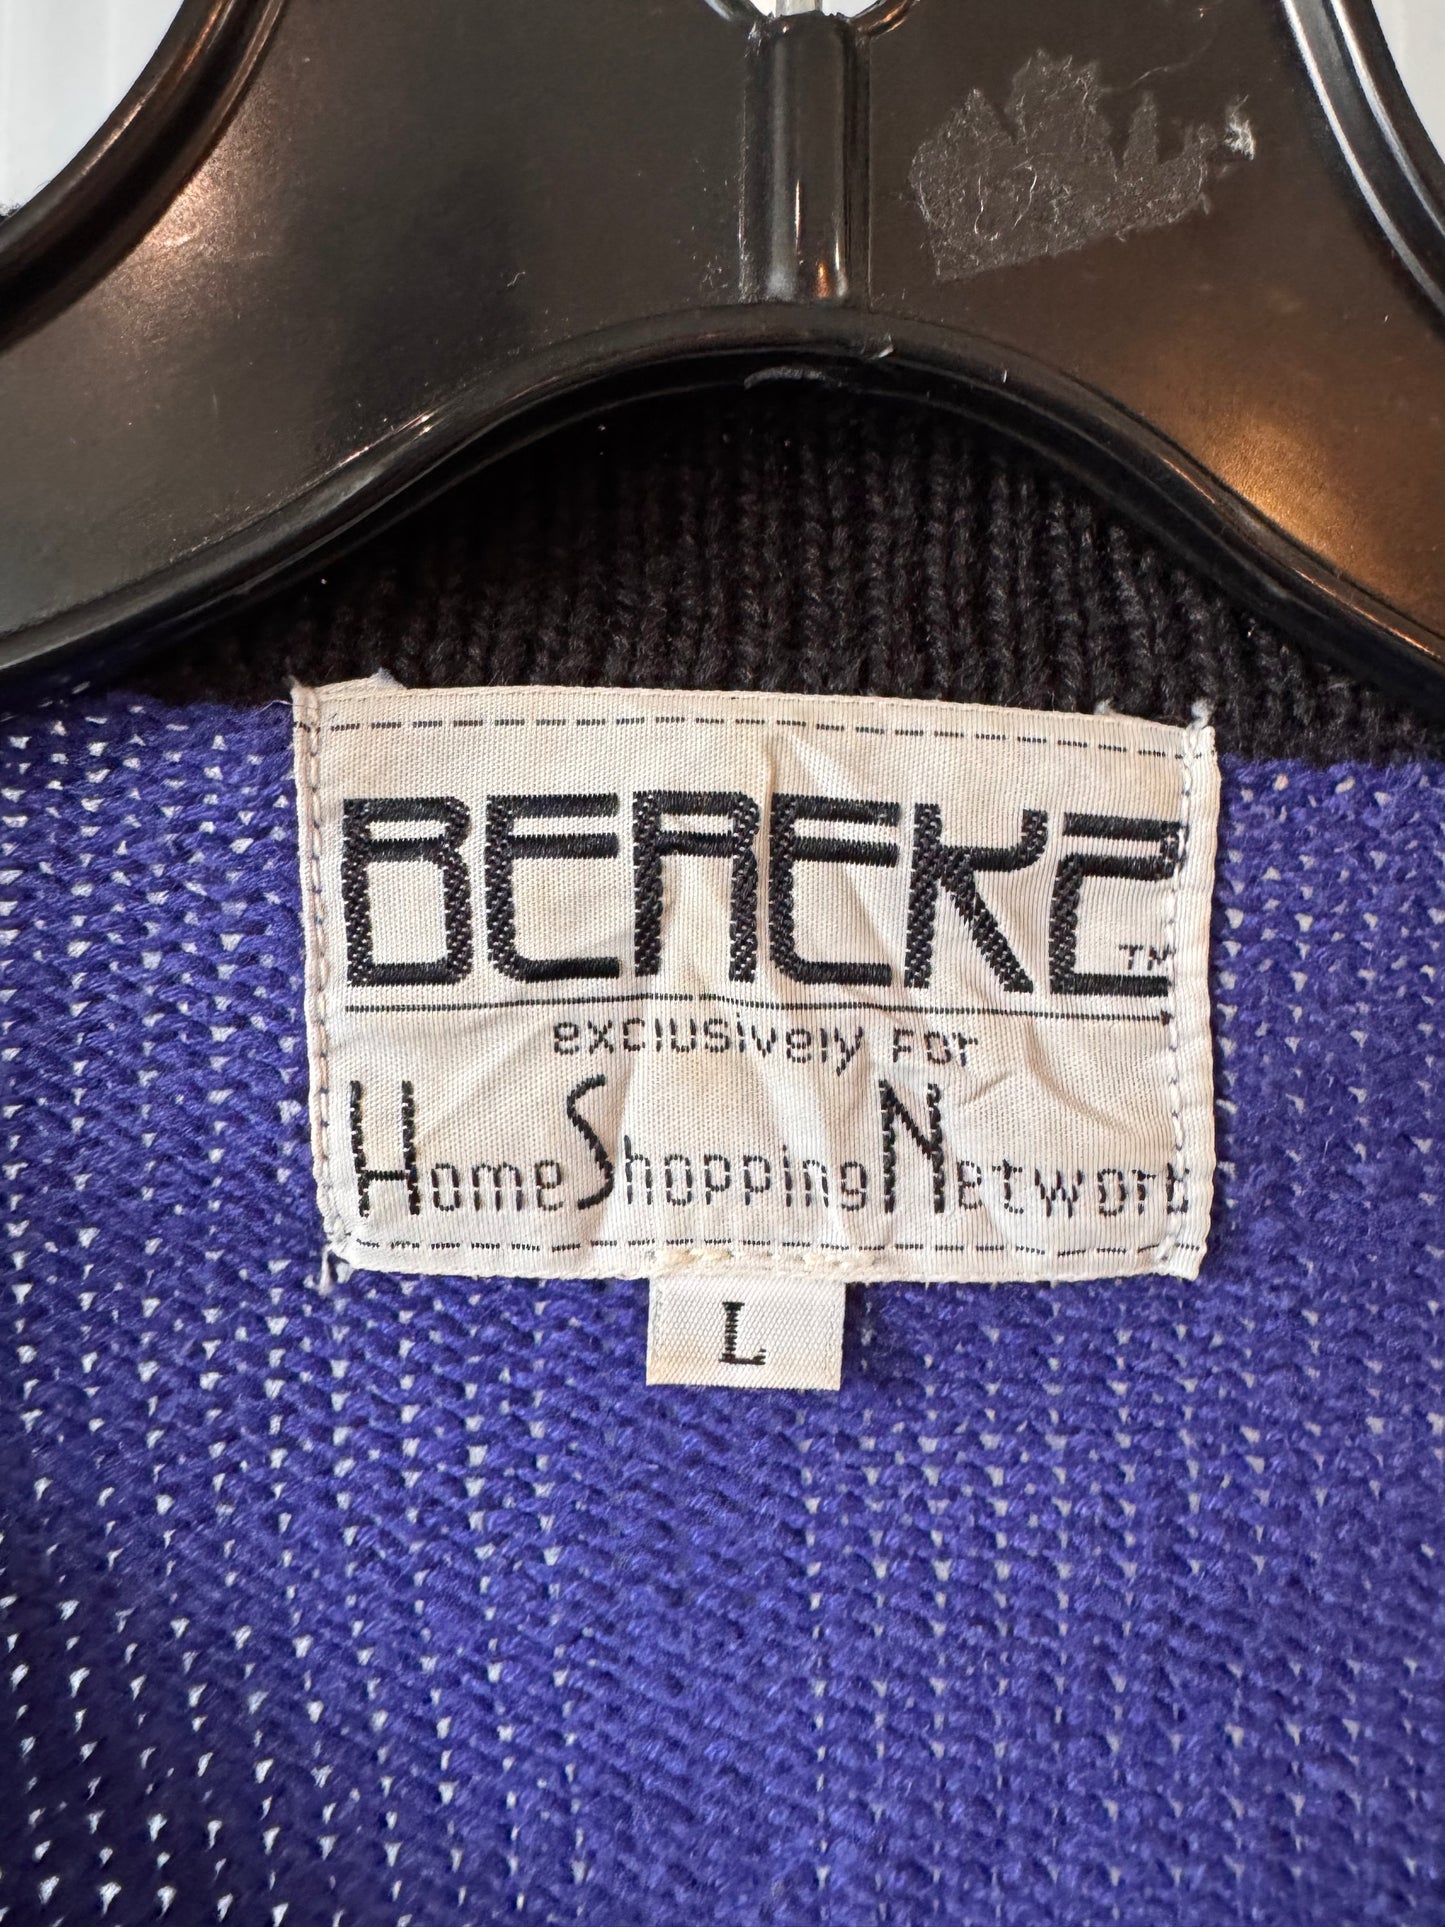 BEREK2™
exclusively For
Home Shopping Network
L